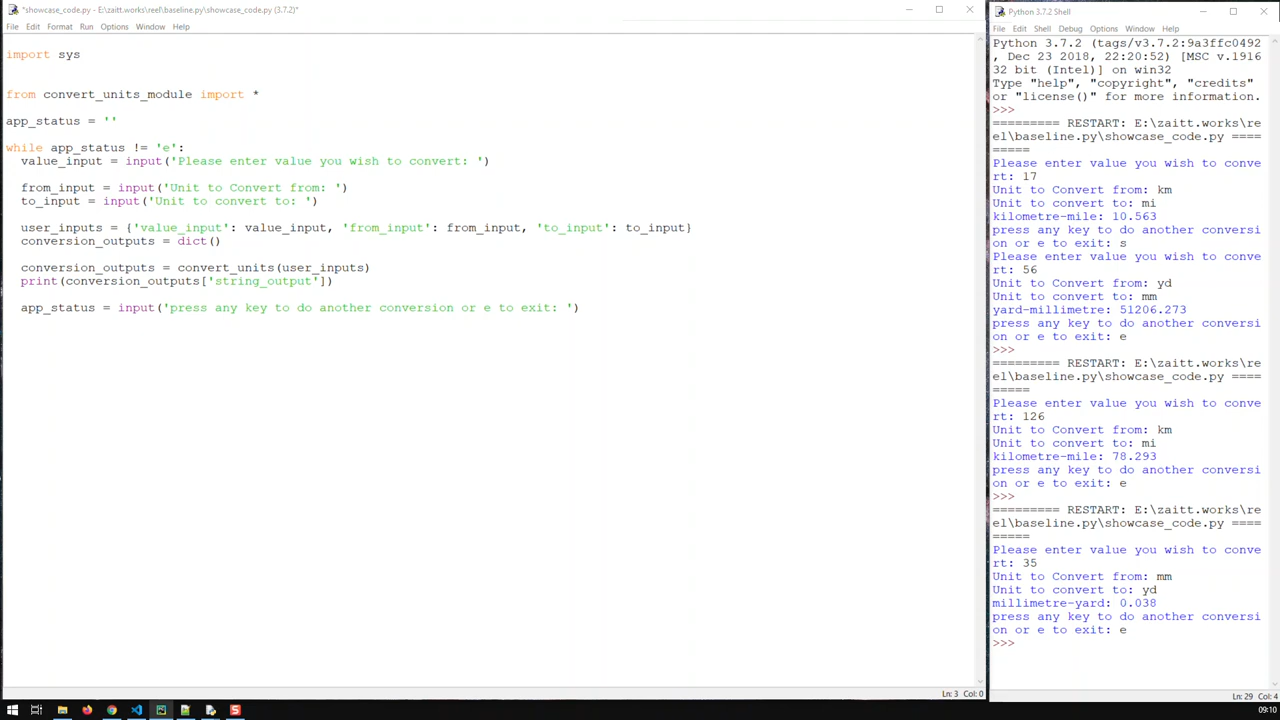 *showcase_code.py - E:\zaitt.works\reel\baseline.py\showcase_code.py (3.7.2)*
File Edit Format Run Options Window Help
import sys
from convert_units_module import *
app_status = ''
while app_status != 'e':
value_input = input('Please enter value you wish to convert: ')
from_input = input('Unit to Convert from: ')
to_input = input('Unit to convert to: ')
user_inputs = {'value_input': value_input, 'from_input': from_input, 'to_input': to_input}
conversion_outputs = dict()
conversion_outputs = convert_units(user_inputs)
print(conversion_outputs['string_output'])
app_status = input('press any key to do another conversion or e to exit: ')
Ln: 3 Col: 0
Python 3.7.2 Shell
File Edit Shell Debug Options Window Help
Python 3.7.2 (tags/v3.7.2:9a3ffc0492
, Dec 23 2018, 22:20:52) [MSC v.1916
32 bit (Intel)] on win32
Type "help", "copyright", "credits"
or "license()" for more information.
>>>
========= RESTART: E:\zaitt.works\re
el\baseline.py\showcase_code.py ====
=====
Please enter value you wish to conve
rt: 17
Unit to Convert from: km
Unit to convert to: mi
kilometre-mile: 10.563
press any key to do another conversi
on or e to exit: s
Please enter value you wish to conve
rt: 56
Unit to Convert from: yd
Unit to convert to: mm
yard-millimetre: 51206.273
press any key to do another conversi
on or e to exit: e
>>>
========= RESTART: E:\zaitt.works\re
el\baseline.py\showcase_code.py ====
=====
Please enter value you wish to conve
rt: 126
Unit to Convert from: km
Unit to convert to: mi
kilometre-mile: 78.293
press any key to do another conversi
on or e to exit: e
>>>
========= RESTART: E:\zaitt.works\re
el\baseline.py\showcase_code.py ====
=====
Please enter value you wish to conve
rt: 35
Unit to Convert from: mm
Unit to convert to: yd
millimetre-yard: 0.038
press any key to do another conversi
on or e to exit: e
>>>
Ln: 29 Col: 4
09:10